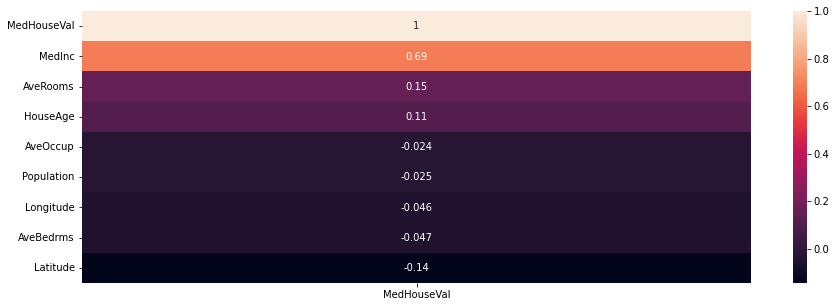 MedHouseVal 1
MedInc 0.69
AveRooms 0.15
HouseAge 0.11
AveOccup -0.024
Population -0.025
Longitude -0.046
AveBedrms -0.047
Latitude -0.14
MedHouseVal
1.0
0.8
0.6
0.4
0.2
0.0